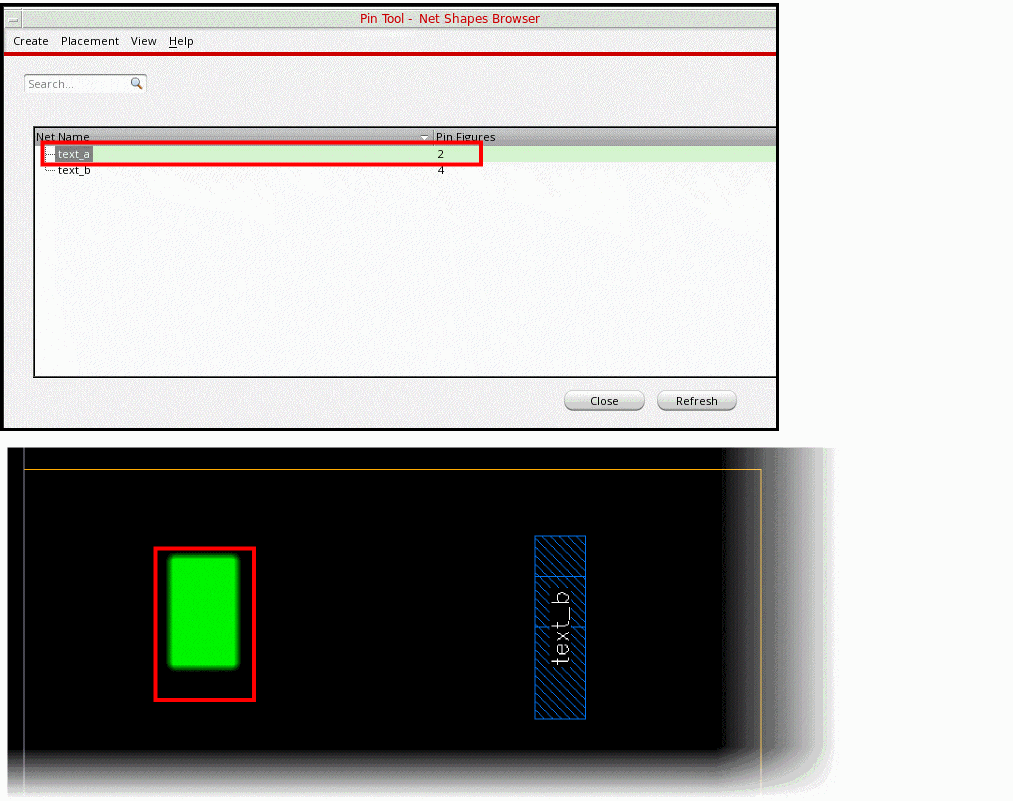 Pin Tool - Net Shapes Browser
Create Placement View Help
Search...
Net Name Pin Figures
text_a 2
text_b 4
Close Refresh
text_b